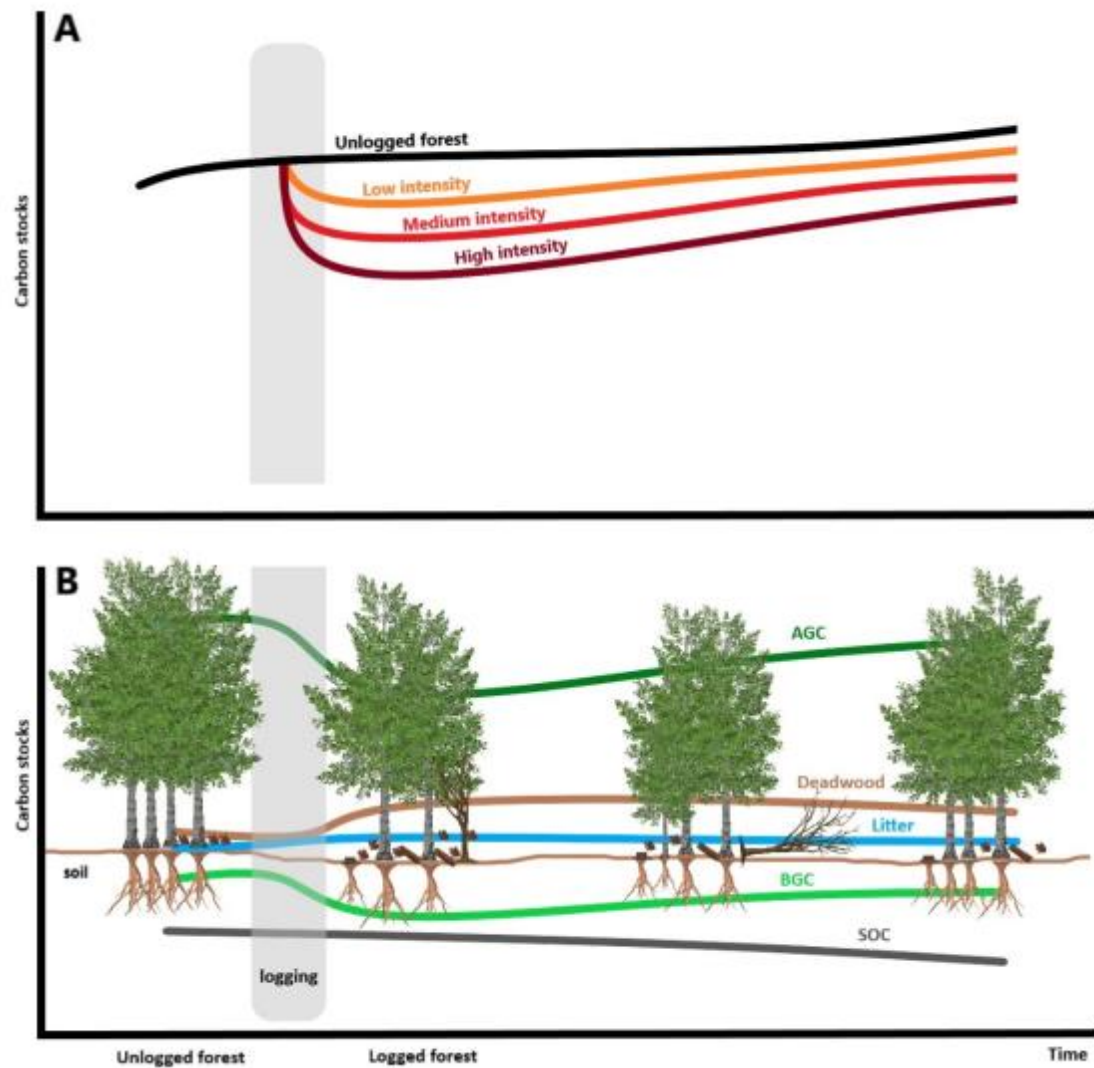 A
Unlogged forest
Low intensity
Medium intensity
High intensity
Carbon stocks
B
AGC
Deadwood
Litter
soil
BGC
SOC
logging
Carbon stocks
Unlogged forest
Logged forest
Time